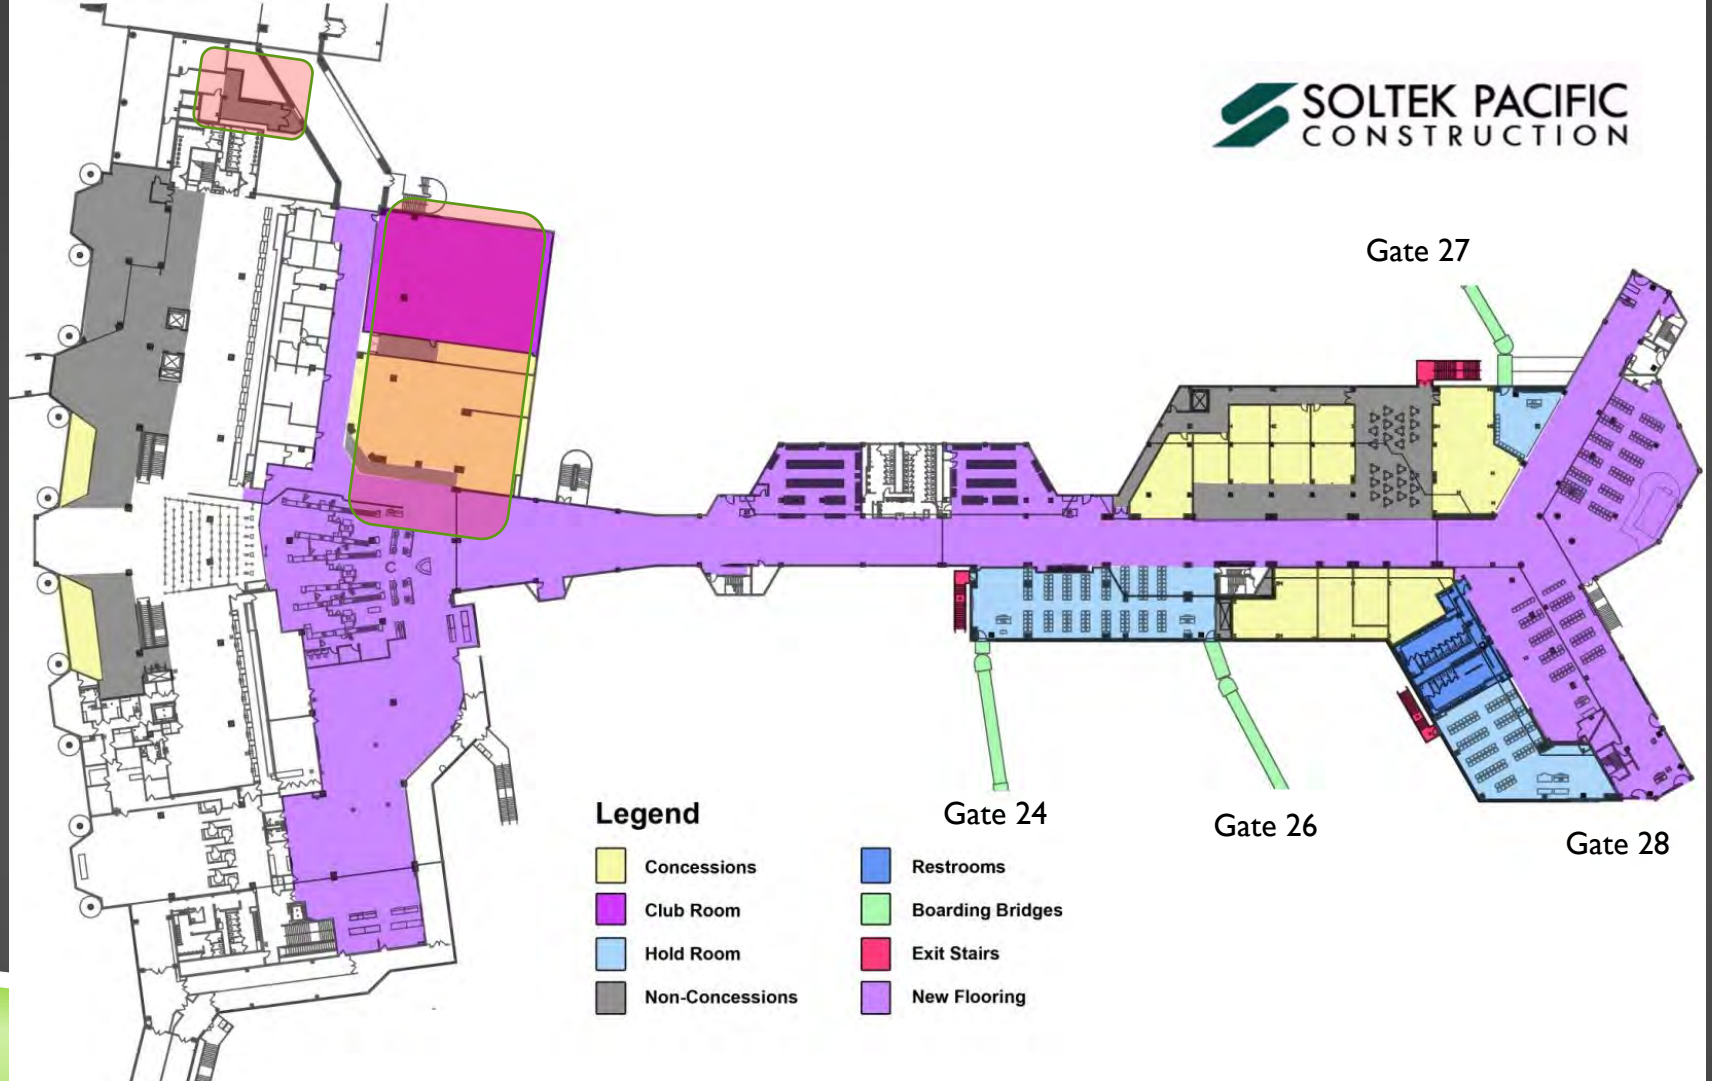 SOLTEK PACIFIC
CONSTRUCTION
Gate 27
Gate 24
Gate 26
Gate 28
Legend
Concessions
Club Room
Hold Room
Non-Concessions
Restrooms
Boarding Bridges
Exit Stairs
New Flooring